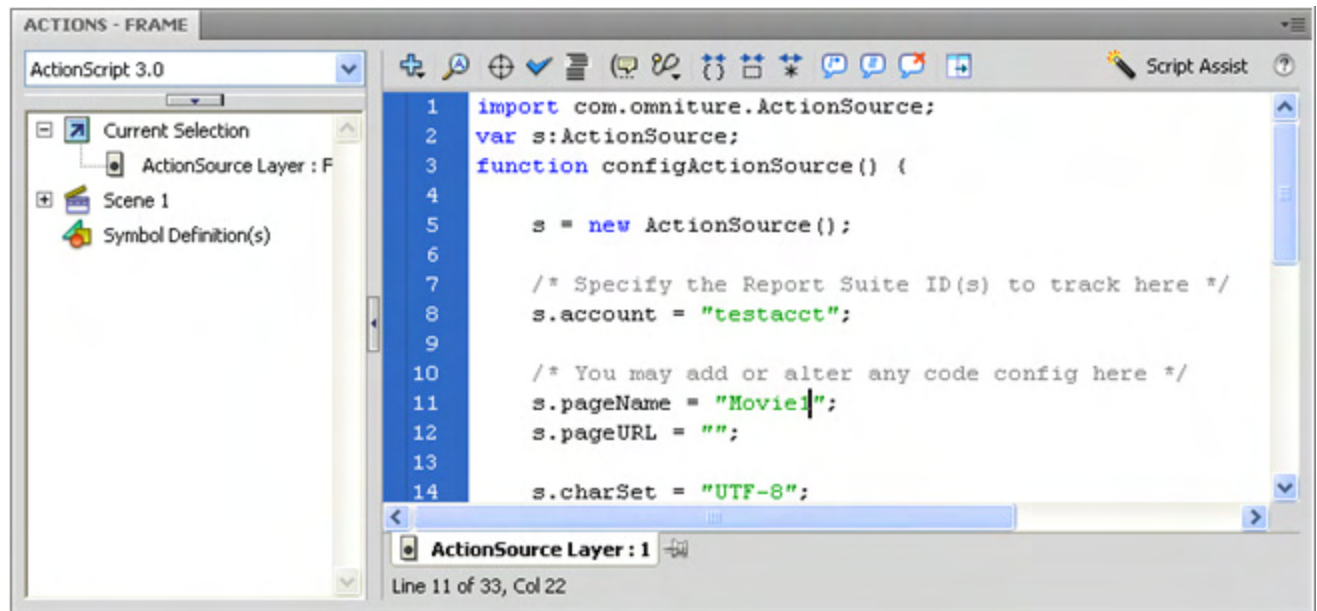 ACTIONS - FRAME
ActionScript 3.0
Script Assist
Current Selection
ActionSource Layer : F
Scene 1
Symbol Definition(s)
1 import com.omniture.ActionSource;
2 var s:ActionSource;
3 function configActionSource() {
4
5 s = new ActionSource();
6
7 /* Specify the Report Suite ID(s) to track here */
8 s.account = "testacct";
9
10 /* You may add or alter any code config here */
11 s.pageName = "Movie1";
12 s.pageURL = "";
13
14 s.charSet = "UTF-8";
ActionSource Layer : 1
Line 11 of 33, Col 22